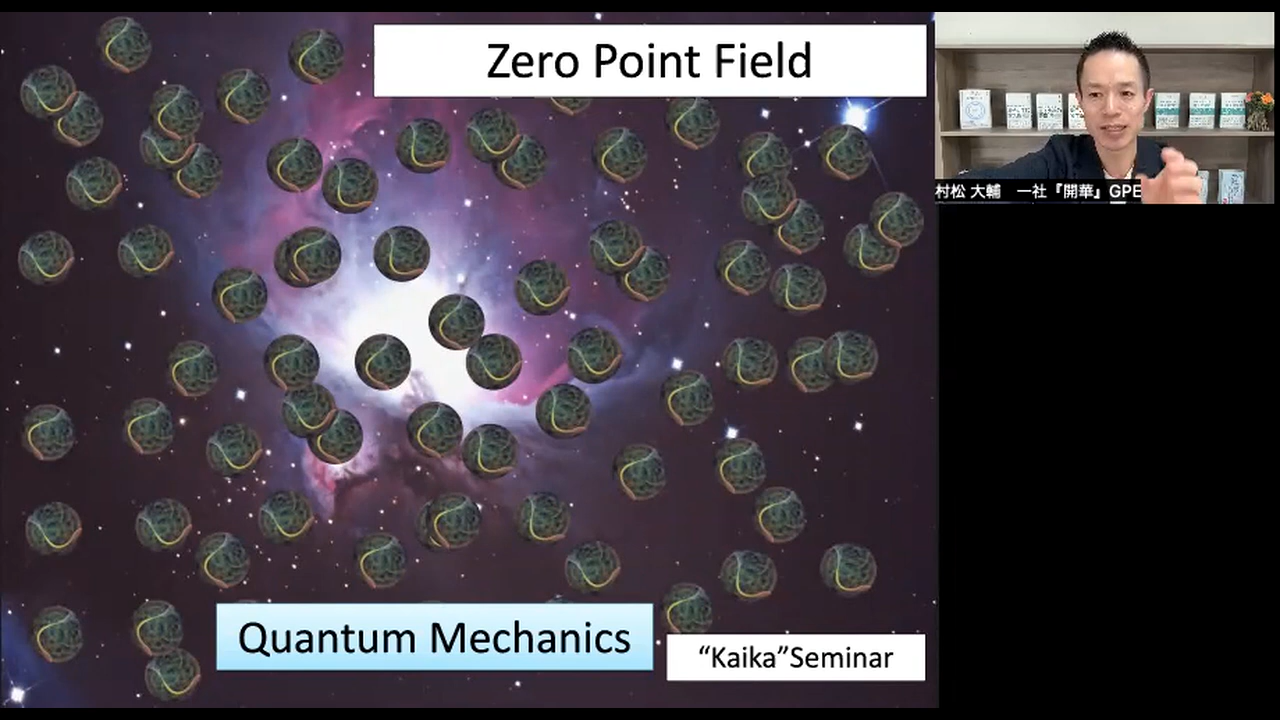 Zero Point Field
村松 大輔 一社『開華』GPE
Quantum Mechanics
“Kaika”Seminar